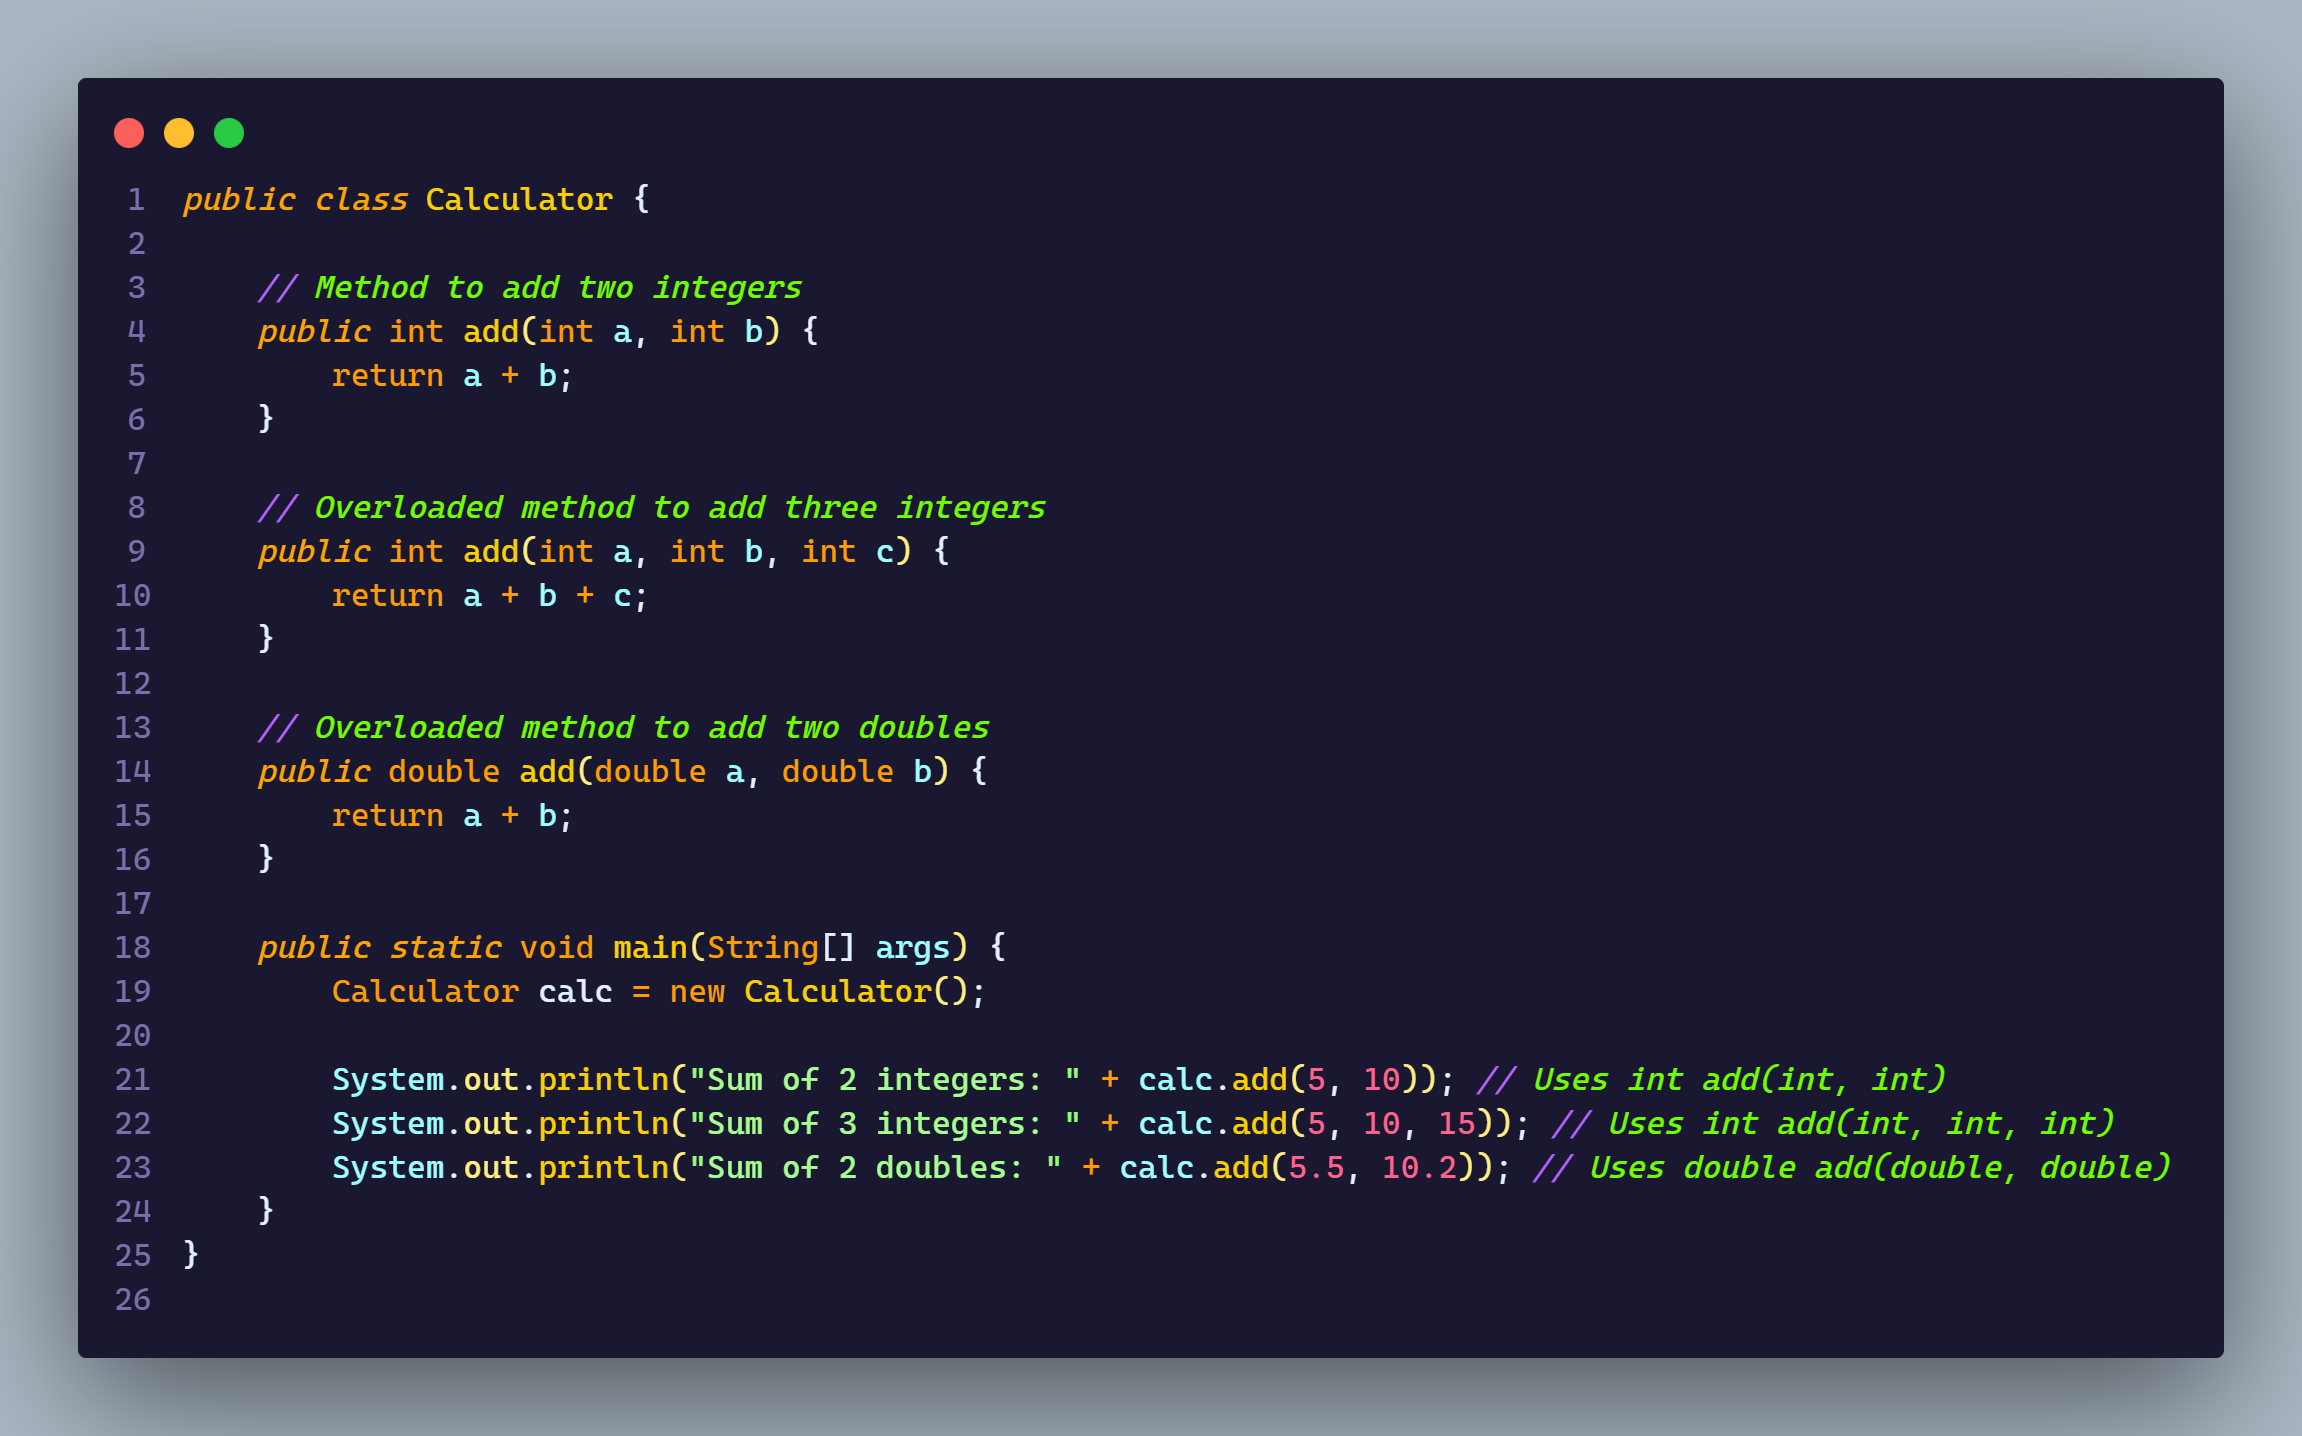 1 public class Calculator {
2
3     // Method to add two integers
4     public int add(int a, int b) {
5         return a + b;
6     }
7
8     // Overloaded method to add three integers
9     public int add(int a, int b, int c) {
10         return a + b + c;
11     }
12
13     // Overloaded method to add two doubles
14     public double add(double a, double b) {
15         return a + b;
16     }
17
18     public static void main(String[] args) {
19         Calculator calc = new Calculator();
20
21         System.out.println("Sum of 2 integers: " + calc.add(5, 10)); // Uses int add(int, int)
22         System.out.println("Sum of 3 integers: " + calc.add(5, 10, 15)); // Uses int add(int, int, int)
23         System.out.println("Sum of 2 doubles: " + calc.add(5.5, 10.2)); // Uses double add(double, double)
24     }
25 }
26